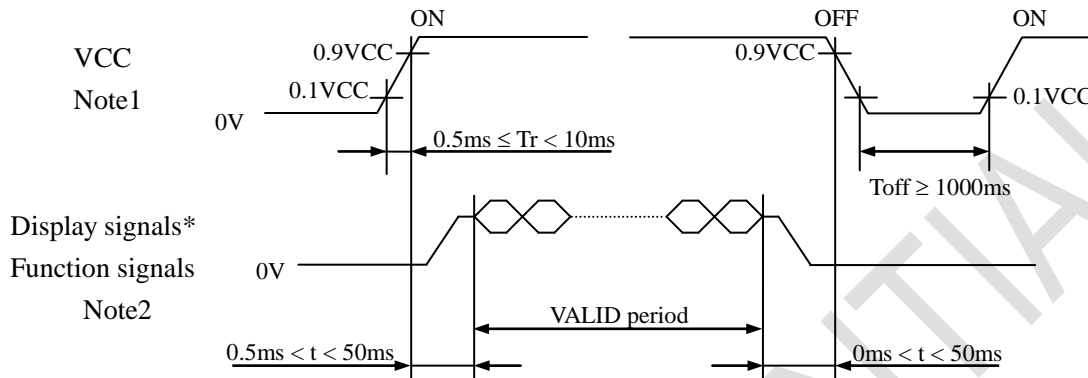 ON
OFF
ON
VCC
0.9VCC
0.9VCC
Note1
0.1VCC
0.1VCC
0V
0.5ms ≤ Tr < 10ms
Toff ≥ 1000ms
Display signals*
Function signals
0V
Note2
VALID period
0.5ms < t < 50ms
0ms < t < 50ms
NTIAL